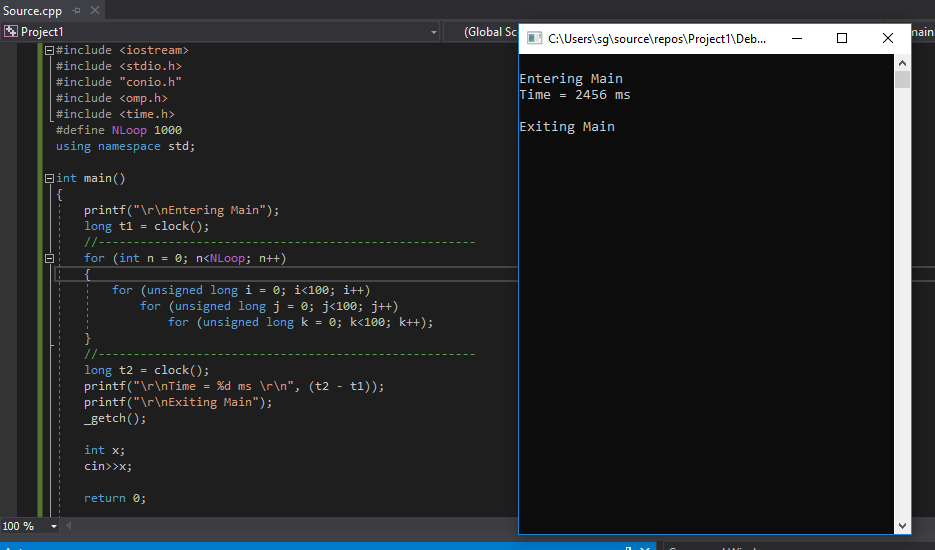 Source.cpp
Project1
(Global Sc
main
#include <iostream>
#include <stdio.h>
#include "conio.h"
#include <omp.h>
#include <time.h>
#define NLoop 1000
using namespace std;
int main()
{
printf("\r\nEntering Main");
long t1 = clock();
//------------------------------------------------------
for (int n = 0; n<NLoop; n++)
{
for (unsigned long i = 0; i<100; i++)
for (unsigned long j = 0; j<100; j++)
for (unsigned long k = 0; k<100; k++);
}
//------------------------------------------------------
long t2 = clock();
printf("\r\nTime = %d ms \r\n", (t2 - t1));
printf("\r\nExiting Main");
_getch();
int x;
cin>>x;
return 0;
100 %
C:\Users\sg\source\repos\Project1\Deb...
Entering Main
Time = 2456 ms
Exiting Main